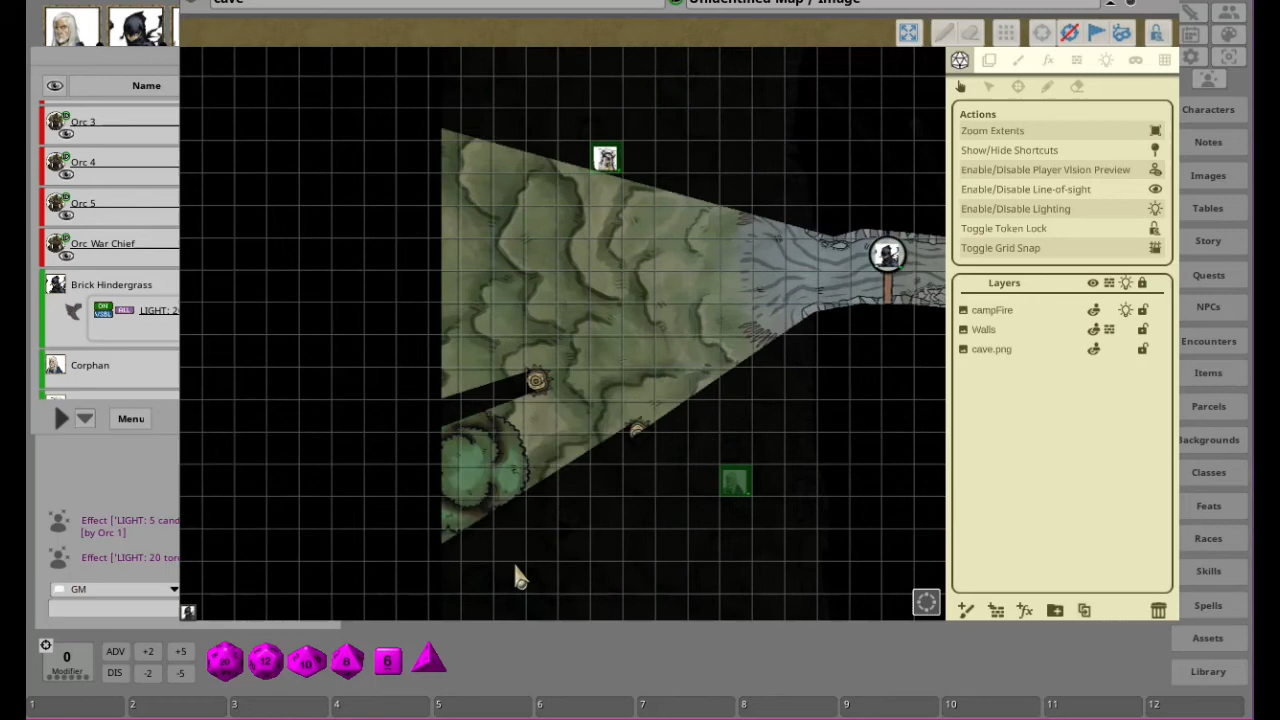 cave
Unidentified Map / Image
Name
Orc 3
Orc 4
Orc 5
Orc War Chief
Brick Hindergrass
ON
VSBL
ALL
LIGHT: 20
Corphan
Menu
Effect ['LIGHT: 5 cand
[by Orc 1]
Effect ['LIGHT: 20 tor
GM
0
Modifier
ADV
+2
+5
DIS
-2
-5
20
12
10
8
6
Actions
Zoom Extents
Show/Hide Shortcuts
Enable/Disable Player Vision Preview
Enable/Disable Line-of-sight
Enable/Disable Lighting
Toggle Token Lock
Toggle Grid Snap
Layers
campFire
Walls
cave.png
Characters
Notes
Images
Tables
Story
Quests
NPCs
Encounters
Items
Parcels
Backgrounds
Classes
Feats
Races
Skills
Spells
Assets
Library
1
2
3
4
5
6
7
8
9
10
11
12